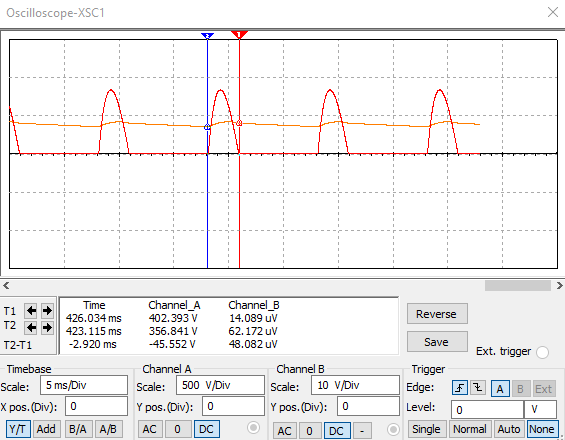 Oscilloscope-XSC1
2 1
T1
T2
T2-T1
Time Channel_A Channel_B
426.034 ms 402.393 V 14.089 uV
423.115 ms 356.841 V 62.172 uV
-2.920 ms -45.552 V 48.082 uV
Reverse
Save
Ext. trigger
Timebase
Scale: 5 ms/Div
X pos.(Div): 0
Y/T Add B/A A/B
Channel A
Scale: 500 V/Div
Y pos.(Div): 0
AC 0 DC
Channel B
Scale: 10 V/Div
Y pos.(Div): 0
AC 0 DC -
Trigger
Edge: A B Ext
Level: 0 V
Single Normal Auto None